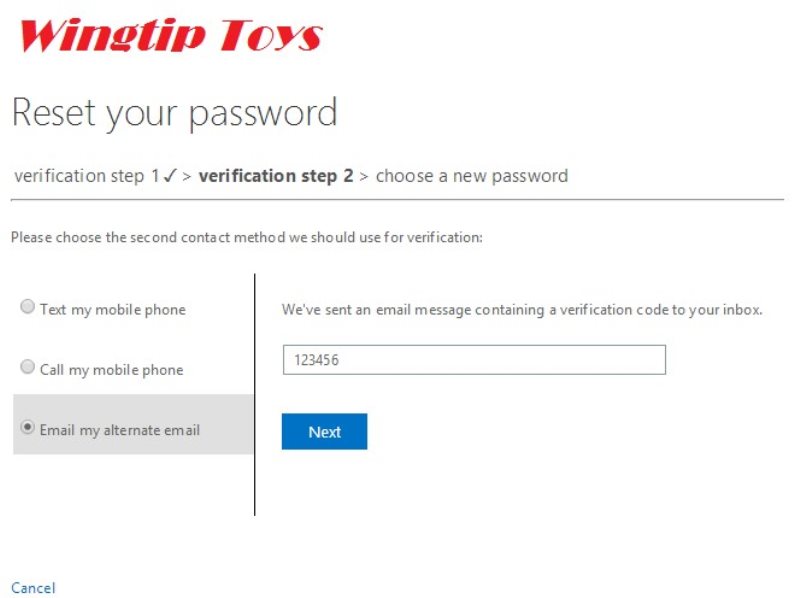 Wingtip Toys
Reset your password
verification step 1 ✓ > verification step 2 > choose a new password
Please choose the second contact method we should use for verification:
Text my mobile phone
Call my mobile phone
Email my alternate email
We've sent an email message containing a verification code to your inbox.
123456
Next
Cancel